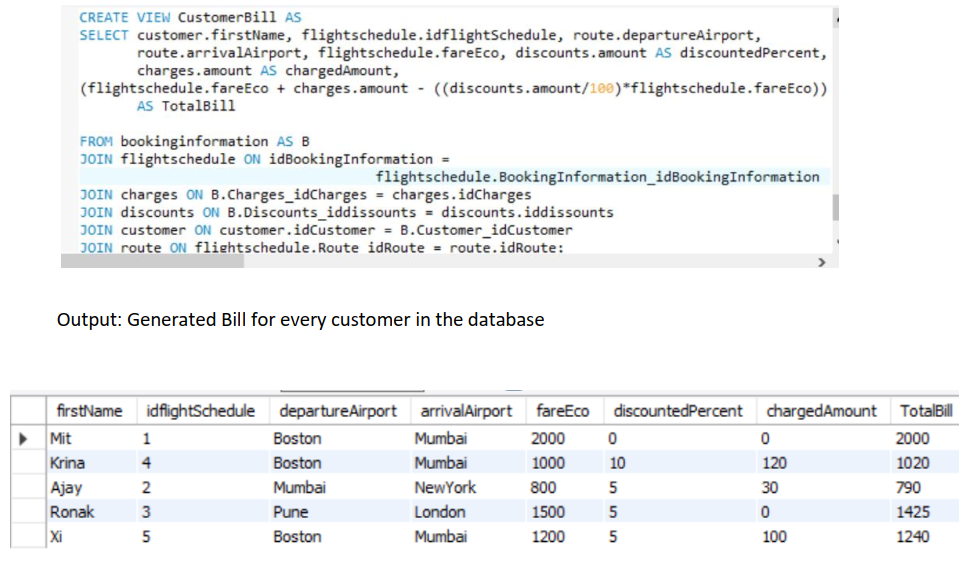 CREATE VIEW CustomerBill AS
SELECT customer.firstName, flightschedule.idflightSchedule, route.departureAirport,
route.arrivalAirport, flightschedule.fareEco, discounts.amount AS discountedPercent,
charges.amount AS chargedAmount,
(flightschedule.fareEco + charges.amount - ((discounts.amount/100)*flightschedule.fareEco))
AS TotalBill
FROM bookinginformation AS B
JOIN flightschedule ON idBookingInformation =
flightschedule.BookingInformation_idBookingInformation
JOIN charges ON B.Charges_idCharges = charges.idCharges
JOIN discounts ON B.Discounts_iddissounts = discounts.iddissounts
JOIN customer ON customer.idCustomer = B.Customer_idCustomer
JOIN route ON flightschedule.Route_idRoute = route.idRoute;
Output: Generated Bill for every customer in the database
firstName idflightSchedule departureAirport arrivalAirport fareEco discountedPercent chargedAmount TotalBill
Mit 1 Boston Mumbai 2000 0 0 2000
Krina 4 Boston Mumbai 1000 10 120 1020
Ajay 2 Mumbai NewYork 800 5 30 790
Ronak 3 Pune London 1500 5 0 1425
Xi 5 Boston Mumbai 1200 5 100 1240